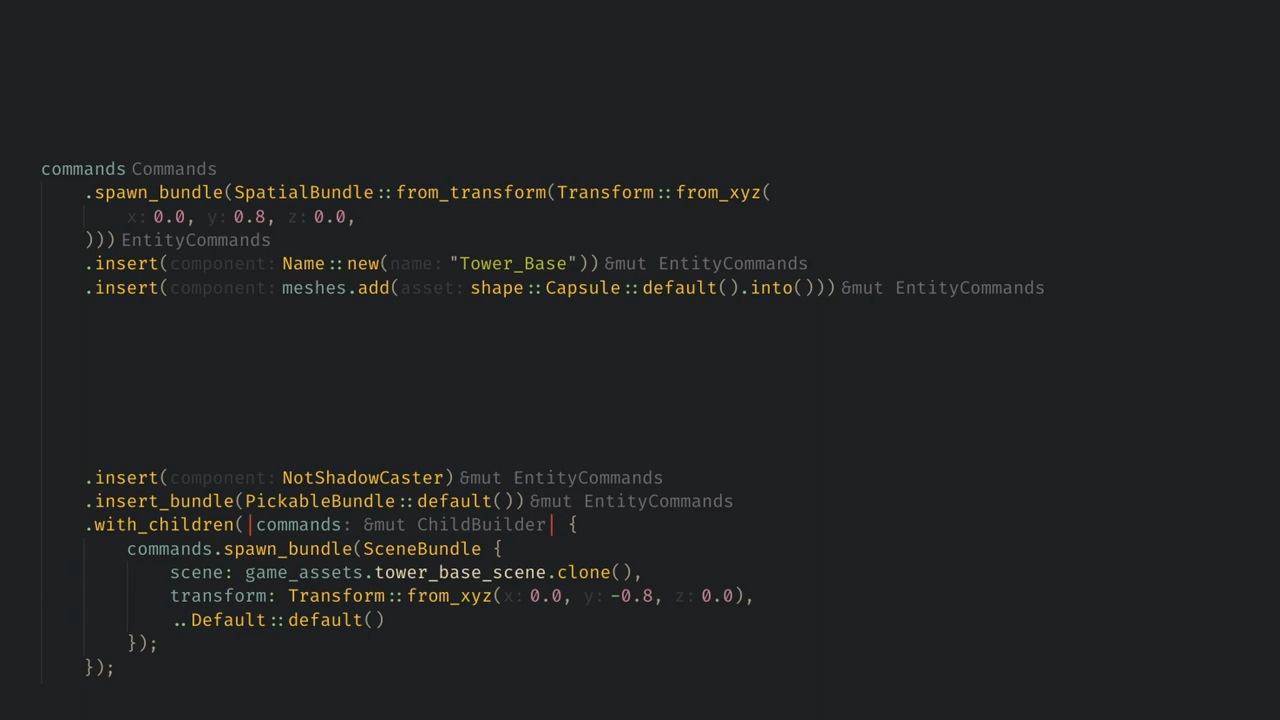 commands Commands
.spawn_bundle(SpatialBundle::from_transform(Transform::from_xyz(
x: 0.0, y: 0.8, z: 0.0,
))) EntityCommands
.insert(component: Name::new(name: "Tower_Base")) &mut EntityCommands
.insert(component: meshes.add(asset: shape::Capsule::default().into())) &mut EntityCommands
.insert(component: NotShadowCaster) &mut EntityCommands
.insert_bundle(PickableBundle::default()) &mut EntityCommands
.with_children(|commands: &mut ChildBuilder| {
commands.spawn_bundle(SceneBundle {
scene: game_assets.tower_base_scene.clone(),
transform: Transform::from_xyz(x: 0.0, y: -0.8, z: 0.0),
..Default::default()
});
});